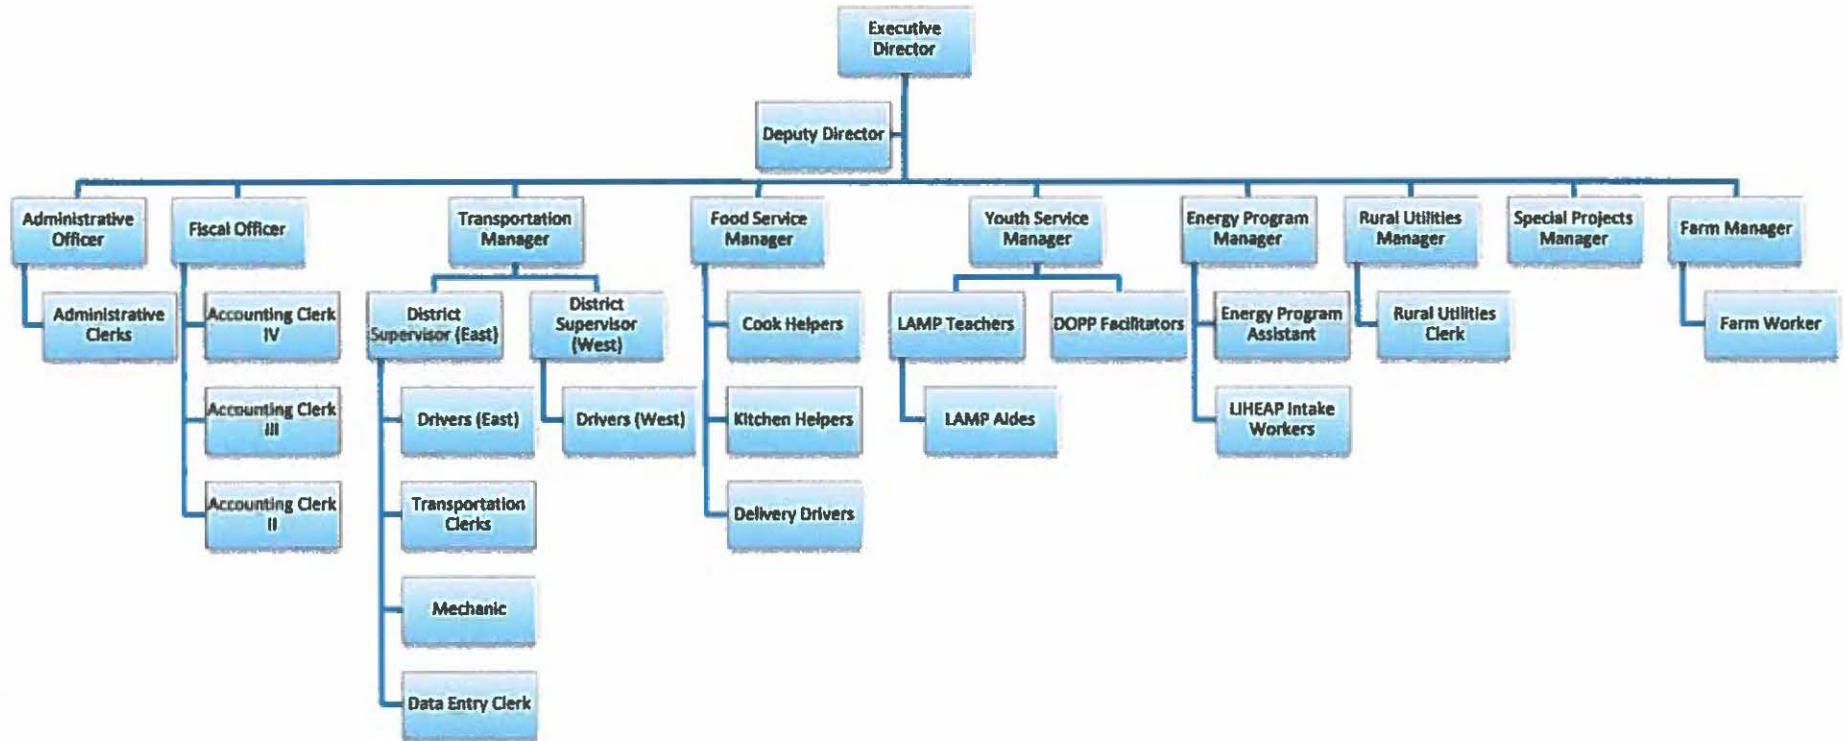 Executive
Director
Deputy Director
Administrative
Officer
Fiscal Officer
Transportation
Manager
Food Service
Manager
Youth Service
Manager
Energy Program
Manager
Rural Utilities
Manager
Special Projects
Manager
Farm Manager
Administrative
Clerks
Accounting Clerk
IV
District
Supervisor (East)
District
Supervisor
(West)
Cook Helpers
LAMP Teachers
DOPP Facilitators
Energy Program
Assistant
Rural Utilities
Clerk
Farm Worker
Accounting Clerk
III
Drivers (East)
Drivers (West)
Kitchen Helpers
LAMP Aides
LIHEAP Intake
Workers
Accounting Clerk
II
Transportation
Clerks
Delivery Drivers
Mechanic
Data Entry Clerk